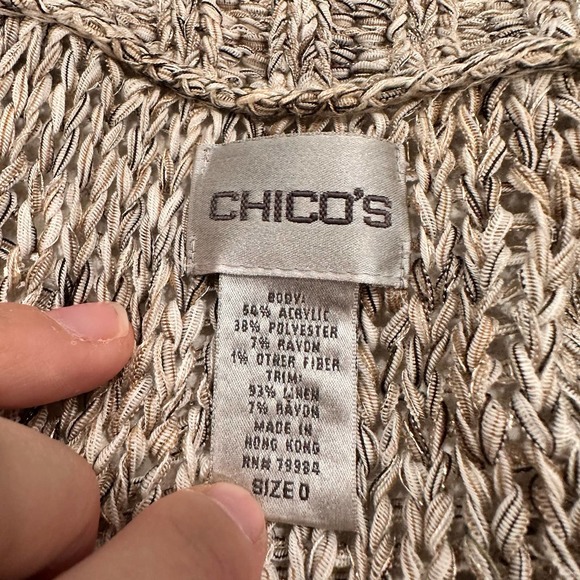 CHICO'S
BODY:
54% ACRYLIC
38% POLYESTER
7% RAYON
1% OTHER FIBER
TRIM:
93% LINEN
7% RAYON
MADE IN
HONG KONG
RN# 79984
SIZE 0